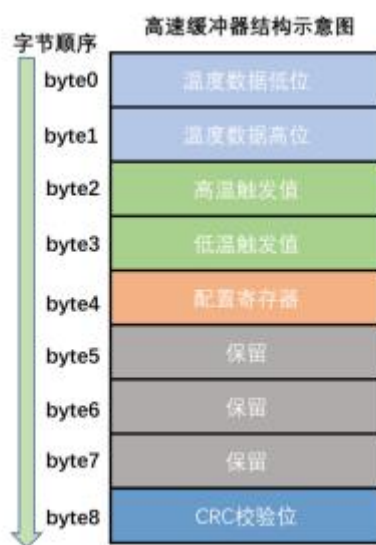 高速缓冲器结构示意图
字节顺序
byte0 温度数据低位
byte1 温度数据高位
byte2 高温触发值
byte3 低温触发值
byte4 配置寄存器
byte5 保留
byte6 保留
byte7 保留
byte8 CRC校验位